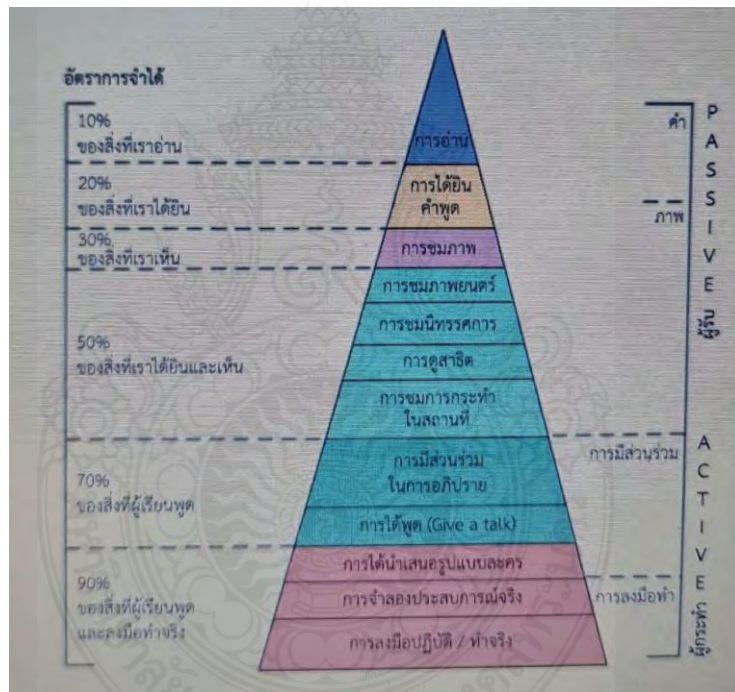 อัตราการจำได้
10%
ของสิ่งที่เราอ่าน
20%
ของสิ่งที่เราได้ยิน
30%
ของสิ่งที่เราเห็น
50%
ของสิ่งที่เราได้ยินและเห็น
70%
ของสิ่งที่ผู้เรียนพูด
90%
ของสิ่งที่ผู้เรียนพูด
และลงมือทำจริง
การอ่าน
การได้ยิน
คำพูด
การชมภาพ
การชมภาพยนตร์
การชมนิทรรศการ
การดูสาธิต
การชมการกระทำ
ในสถานที่
การมีส่วนร่วม
ในการอภิปราย
การได้พูด (Give a talk)
การได้นำเสนอรูปแบบละคร
การจำลองประสบการณ์จริง
การลงมือปฏิบัติ / ทำจริง
คำ
ภาพ
การมีส่วนร่วม
การลงมือทำ
PASSIVE ผู้รับ
ACTIVE ผู้กระทำ